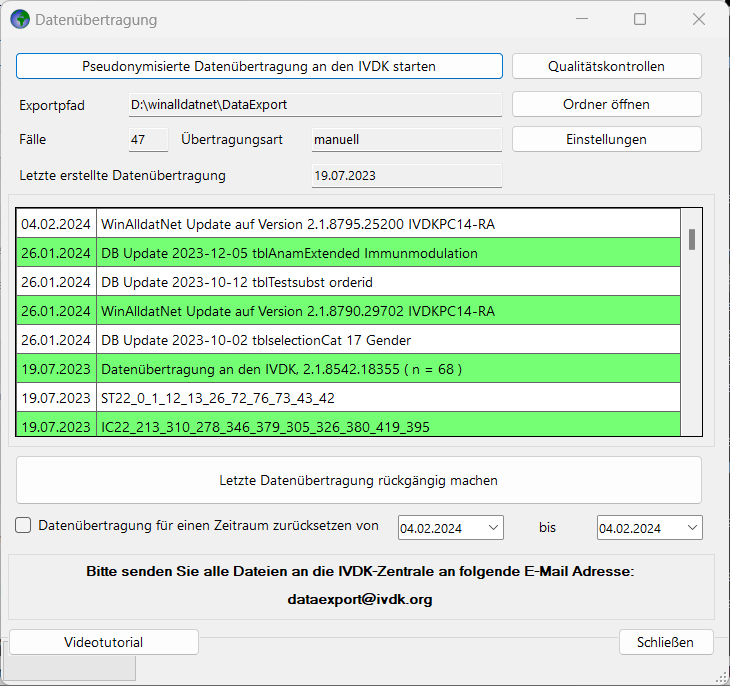 Datenübertragung
Pseudonymisierte Datenübertragung an den IVDK starten
Qualitätskontrollen
Exportpfad D:\winalldatnet\DataExport
Ordner öffnen
Fälle 47 Übertragungsart manuell
Einstellungen
Letzte erstellte Datenübertragung 19.07.2023
04.02.2024 WinAlldatNet Update auf Version 2.1.8795.25200 IVDKPC14-RA
26.01.2024 DB Update 2023-12-05 tblAnamExtended Immunmodulation
26.01.2024 DB Update 2023-10-12 tblTestsubst orderid
26.01.2024 WinAlldatNet Update auf Version 2.1.8790.29702 IVDKPC14-RA
26.01.2024 DB Update 2023-10-02 tblselectionCat 17 Gender
19.07.2023 Datenübertragung an den IVDK, 2.1.8542.18355 ( n = 68 )
19.07.2023 ST22_0_1_12_13_26_72_76_73_43_42
19.07.2023 IC22_213_310_278_346_379_305_326_380_419_395
Letzte Datenübertragung rückgängig machen
Datenübertragung für einen Zeitraum zurücksetzen von 04.02.2024 bis 04.02.2024
Bitte senden Sie alle Dateien an die IVDK-Zentrale an folgende E-Mail Adresse:
dataexport@ivdk.org
Videotutorial
Schließen